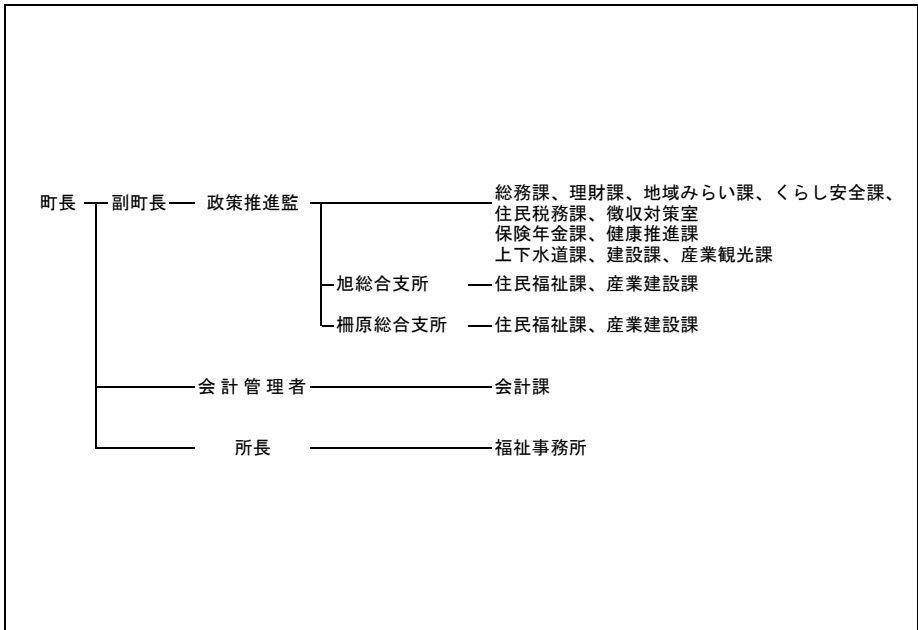 町長 副町長 政策推進監 総務課、理財課、地域みらい課、くらし安全課、
住民税務課、徴収対策室
保険年金課、健康推進課
上下水道課、建設課、産業観光課
旭総合支所 住民福祉課、産業建設課
柵原総合支所 住民福祉課、産業建設課
会計管理者 会計課
所長 福祉事務所